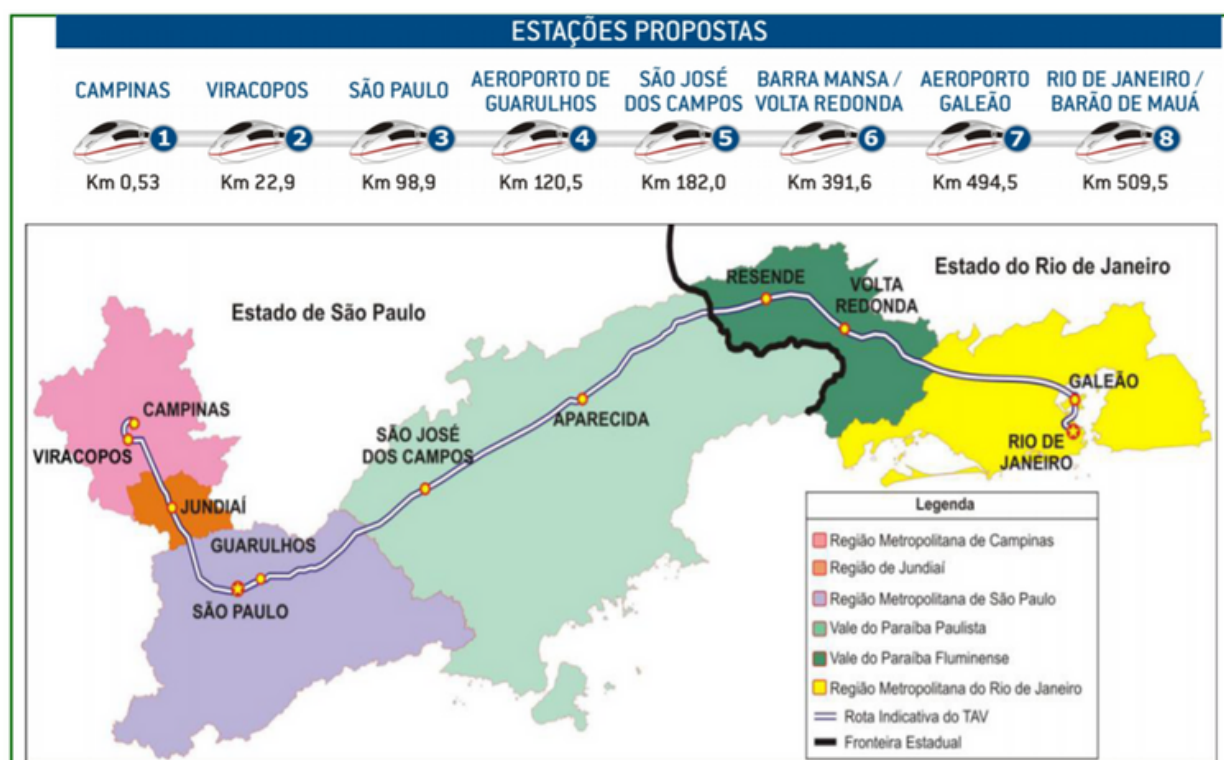 ESTAÇÕES PROPOSTAS
CAMPINAS
VIRACOPOS
SÃO PAULO
AEROPORTO DE
GUARULHOS
SÃO JOSÉ
DOS CAMPOS
BARRA MANSA /
VOLTA REDONDA
AEROPORTO
GALEÃO
RIO DE JANEIRO /
BARÃO DE MAUÁ
1
2
3
4
5
6
7
8
Km 0,53
Km 22,9
Km 98,9
Km 120,5
Km 182,0
Km 391,6
Km 494,5
Km 509,5
Estado de São Paulo
Estado do Rio de Janeiro
RESENDE
VOLTA
REDONDA
CAMPINAS
VIRACOPOS
JUNDIAÍ
GUARULHOS
SÃO PAULO
SÃO JOSÉ
DOS CAMPOS
APARECIDA
GALEÃO
RIO DE
JANEIRO
Legenda
Região Metropolitana de Campinas
Região de Jundiaí
Região Metropolitana de São Paulo
Vale do Paraíba Paulista
Vale do Paraíba Fluminense
Região Metropolitana do Rio de Janeiro
Rota Indicativa do TAV
Fronteira Estadual